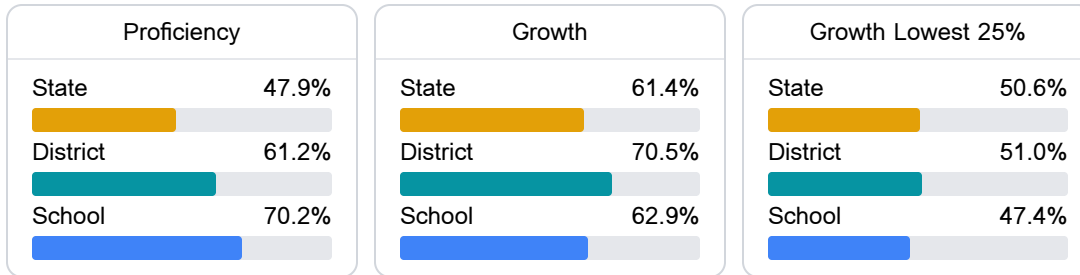 Proficiency
State 47.9%
District 61.2%
School 70.2%
Growth
State 61.4%
District 70.5%
School 62.9%
Growth Lowest 25%
State 50.6%
District 51.0%
School 47.4%